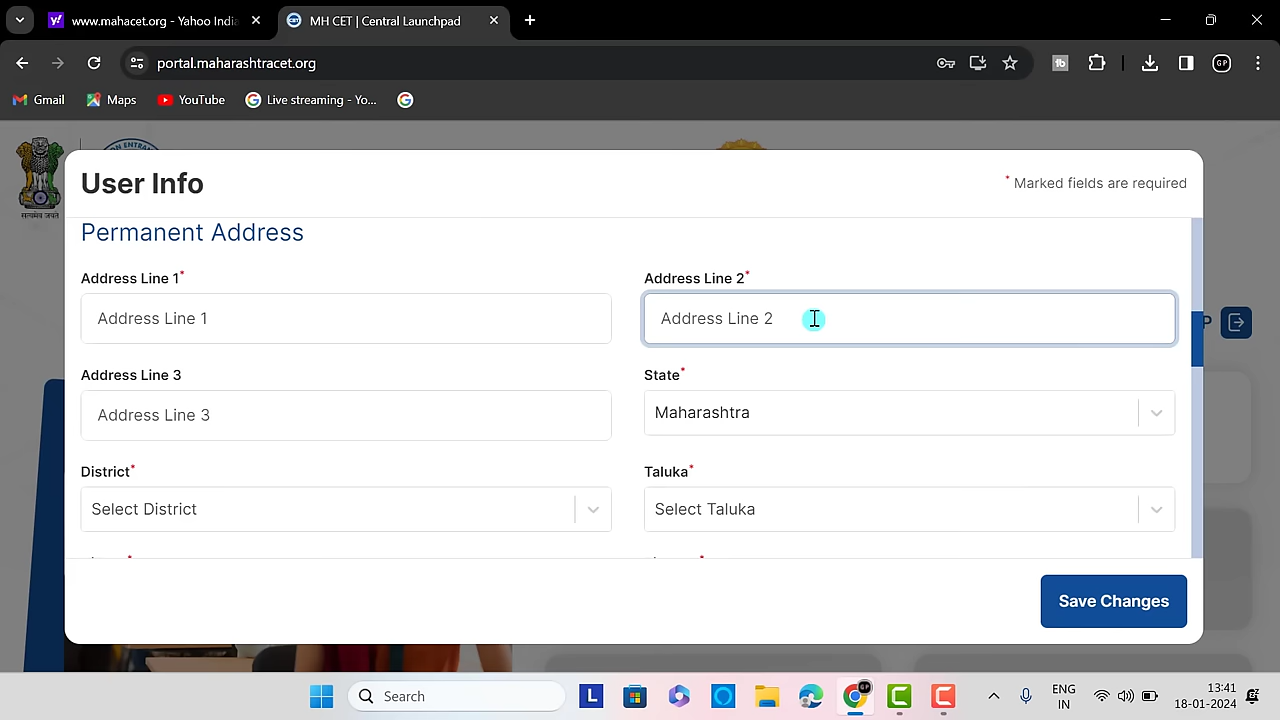 www.mahacet.org - Yahoo Indi
MH CET | Central Launchpad
portal.maharashtracet.org
Gmail
Maps
YouTube
Live streaming - Yo...
User Info
* Marked fields are required
Permanent Address
Address Line 1*
Address Line 2*
Address Line 1
Address Line 2
Address Line 3
State*
Address Line 3
Maharashtra
District*
Taluka*
Select District
Select Taluka
Save Changes
Search
ENG
IN
13:41
18-01-2024